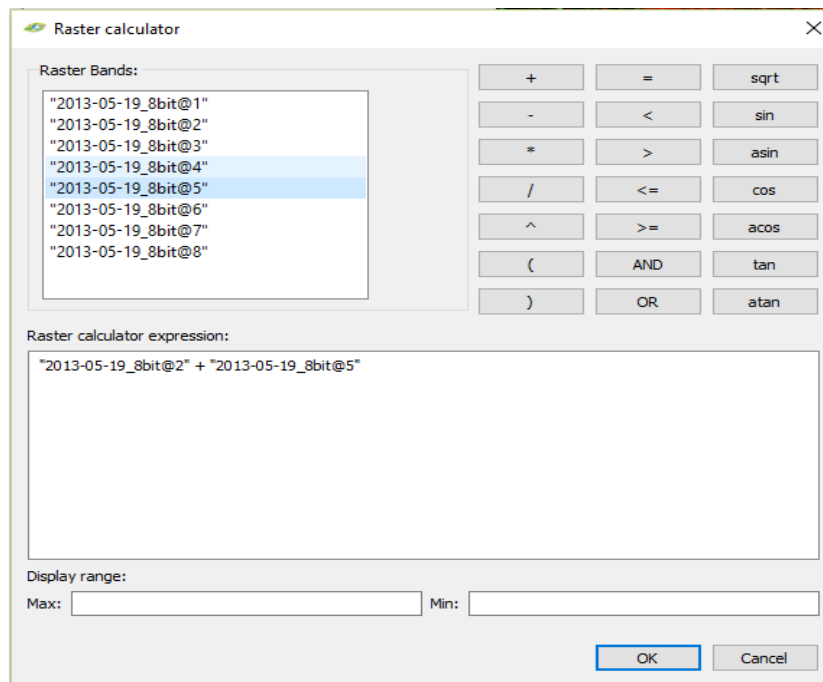 Raster calculator
Raster Bands:
"2013-05-19_8bit@1"
"2013-05-19_8bit@2"
"2013-05-19_8bit@3"
"2013-05-19_8bit@4"
"2013-05-19_8bit@5"
"2013-05-19_8bit@6"
"2013-05-19_8bit@7"
"2013-05-19_8bit@8"
+ = sqrt
- < sin
* > asin
/ <= cos
^ >= acos
( AND tan
) OR atan
Raster calculator expression:
"2013-05-19_8bit@2" + "2013-05-19_8bit@5"
Display range:
Max: Min:
OK Cancel